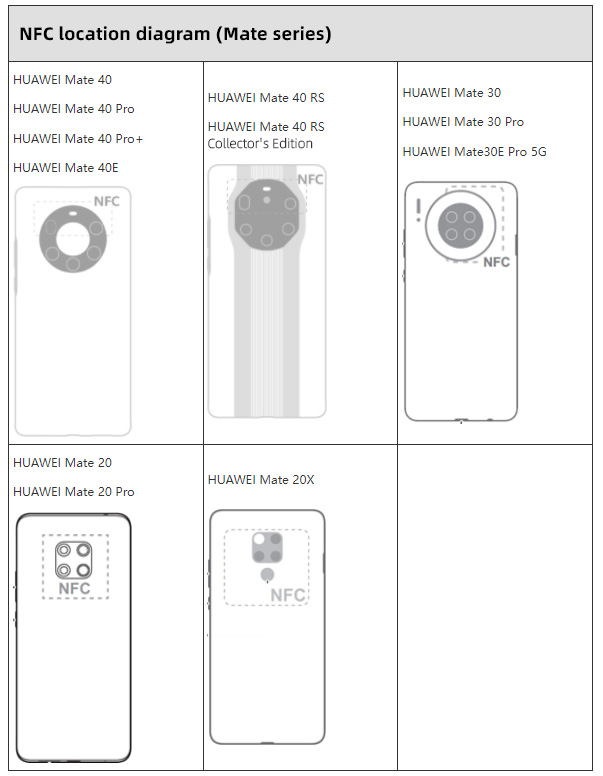 NFC location diagram (Mate series)
HUAWEI Mate 40
HUAWEI Mate 40 Pro
HUAWEI Mate 40 Pro+
HUAWEI Mate 40E
NFC
HUAWEI Mate 40 RS
HUAWEI Mate 40 RS
Collector's Edition
NFC
HUAWEI Mate 30
HUAWEI Mate 30 Pro
HUAWEI Mate30E Pro 5G
NFC
HUAWEI Mate 20
HUAWEI Mate 20 Pro
NFC
HUAWEI Mate 20X
NFC